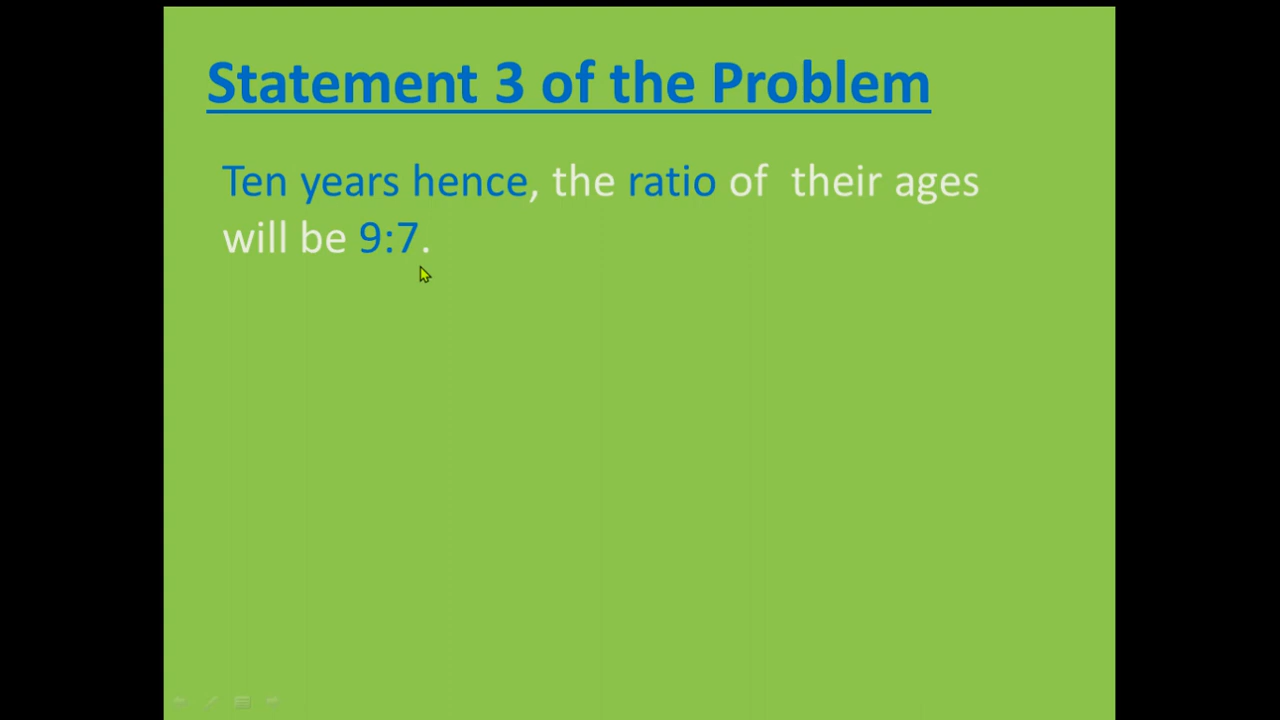 Statement 3 of the Problem
Ten years hence, the ratio of their ages
will be 9:7.